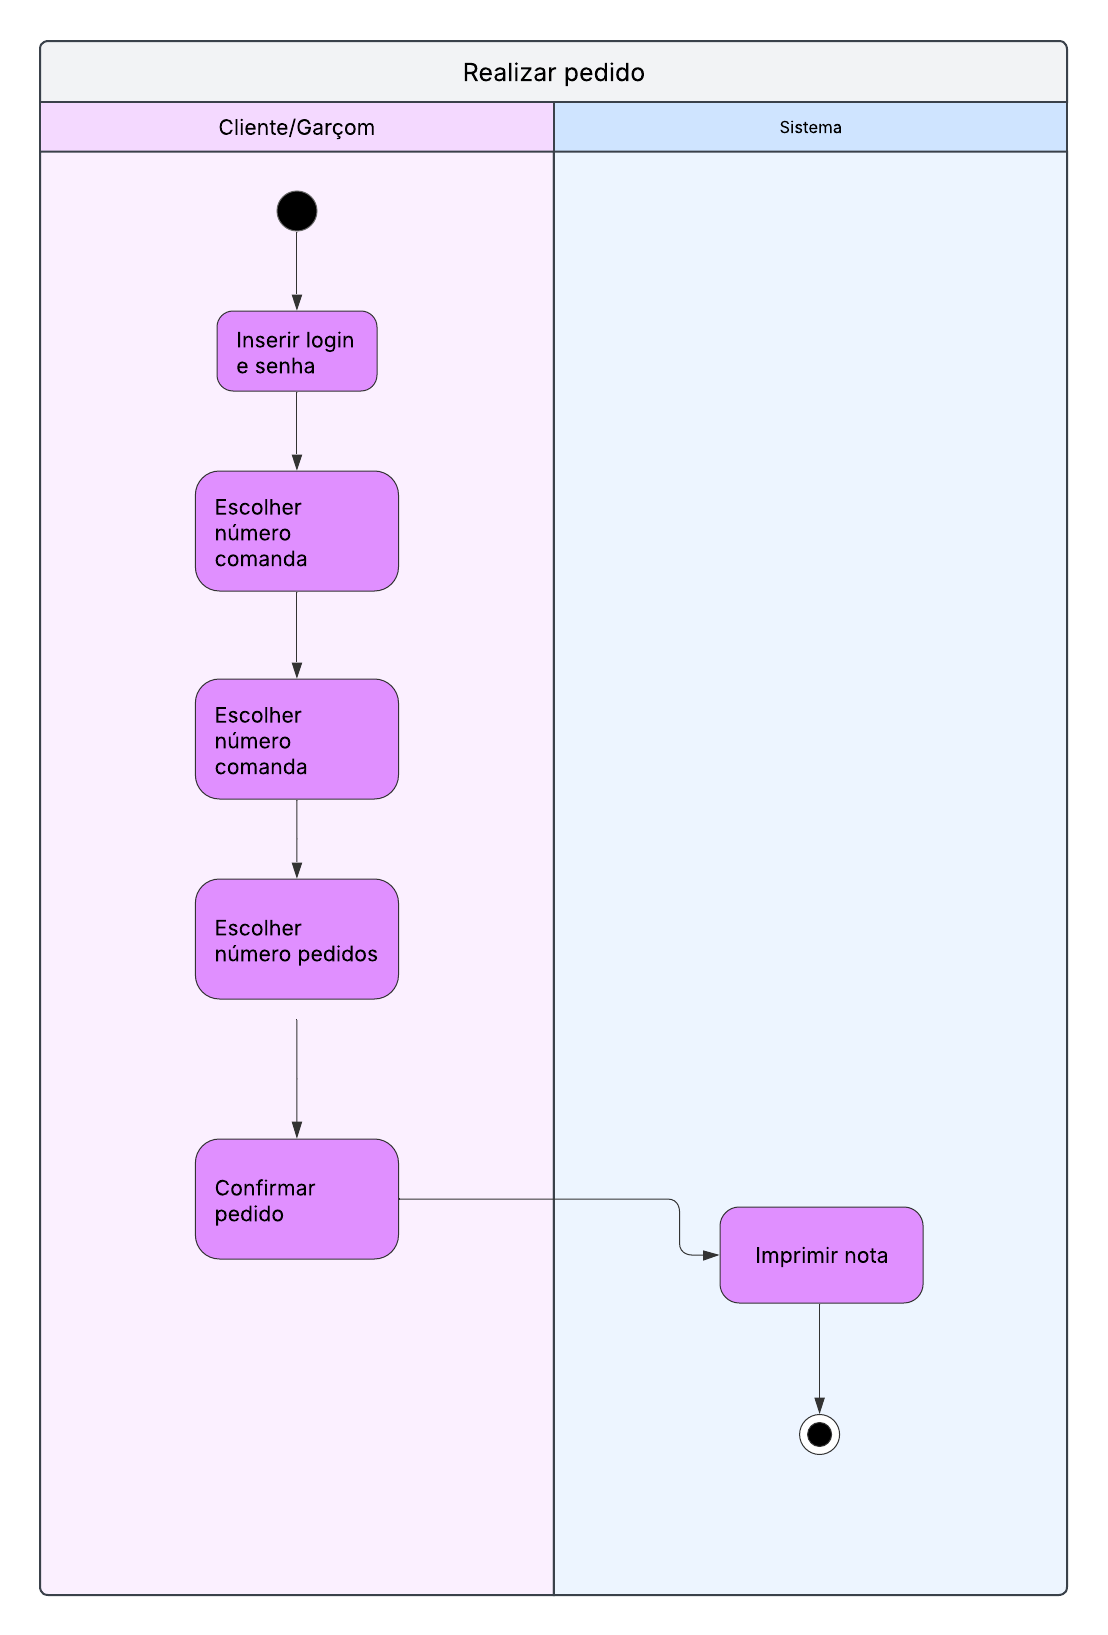 Realizar pedido
Cliente/Garçom
Sistema
Inserir login
e senha
Escolher
número
comanda
Escolher
número
comanda
Escolher
número pedidos
Confirmar
pedido
Imprimir nota